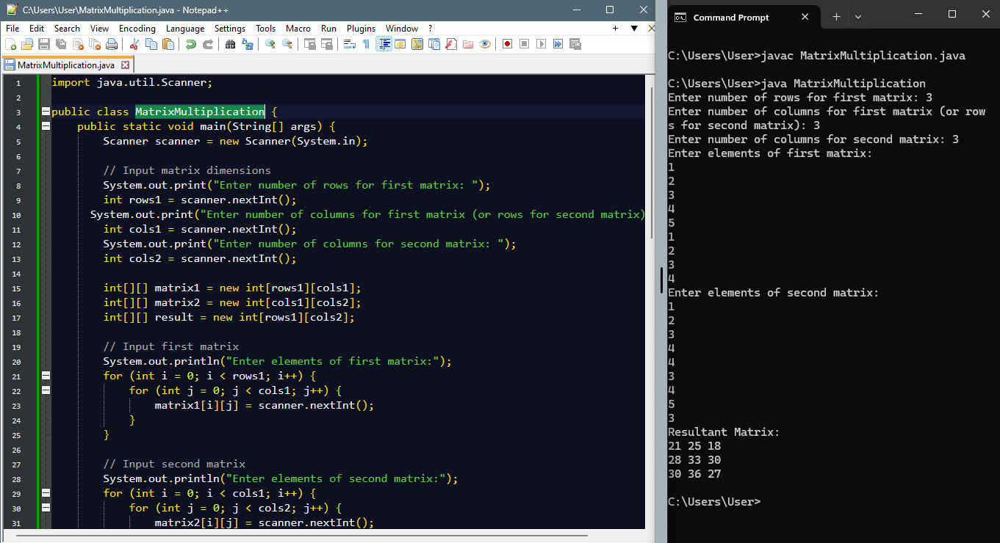 C:\Users\User\MatrixMultiplication.java - Notepad++
File Edit Search View Encoding Language Settings Tools Macro Run Plugins Window ?
MatrixMultiplication.java
1 import java.util.Scanner;
2
3 public class MatrixMultiplication {
4 public static void main(String[] args) {
5 Scanner scanner = new Scanner(System.in);
6
7 // Input matrix dimensions
8 System.out.print("Enter number of rows for first matrix: ");
9 int rows1 = scanner.nextInt();
10 System.out.print("Enter number of columns for first matrix (or rows for second matrix)
11 int cols1 = scanner.nextInt();
12 System.out.print("Enter number of columns for second matrix: ");
13 int cols2 = scanner.nextInt();
14
15 int[][] matrix1 = new int[rows1][cols1];
16 int[][] matrix2 = new int[cols1][cols2];
17 int[][] result = new int[rows1][cols2];
18
19 // Input first matrix
20 System.out.println("Enter elements of first matrix:");
21 for (int i = 0; i < rows1; i++) {
22 for (int j = 0; j < cols1; j++) {
23 matrix1[i][j] = scanner.nextInt();
24 }
25 }
26
27 // Input second matrix
28 System.out.println("Enter elements of second matrix:");
29 for (int i = 0; i < cols1; i++) {
30 for (int j = 0; j < cols2; j++) {
31 matrix2[i][j] = scanner.nextInt();
Command Prompt
C:\Users\User>javac MatrixMultiplication.java
C:\Users\User>java MatrixMultiplication
Enter number of rows for first matrix: 3
Enter number of columns for first matrix (or row
s for second matrix): 3
Enter number of columns for second matrix: 3
Enter elements of first matrix:
1
2
3
4
5
1
2
3
4
Enter elements of second matrix:
1
2
3
4
4
3
4
5
3
Resultant Matrix:
21 25 18
28 33 30
30 36 27
C:\Users\User>